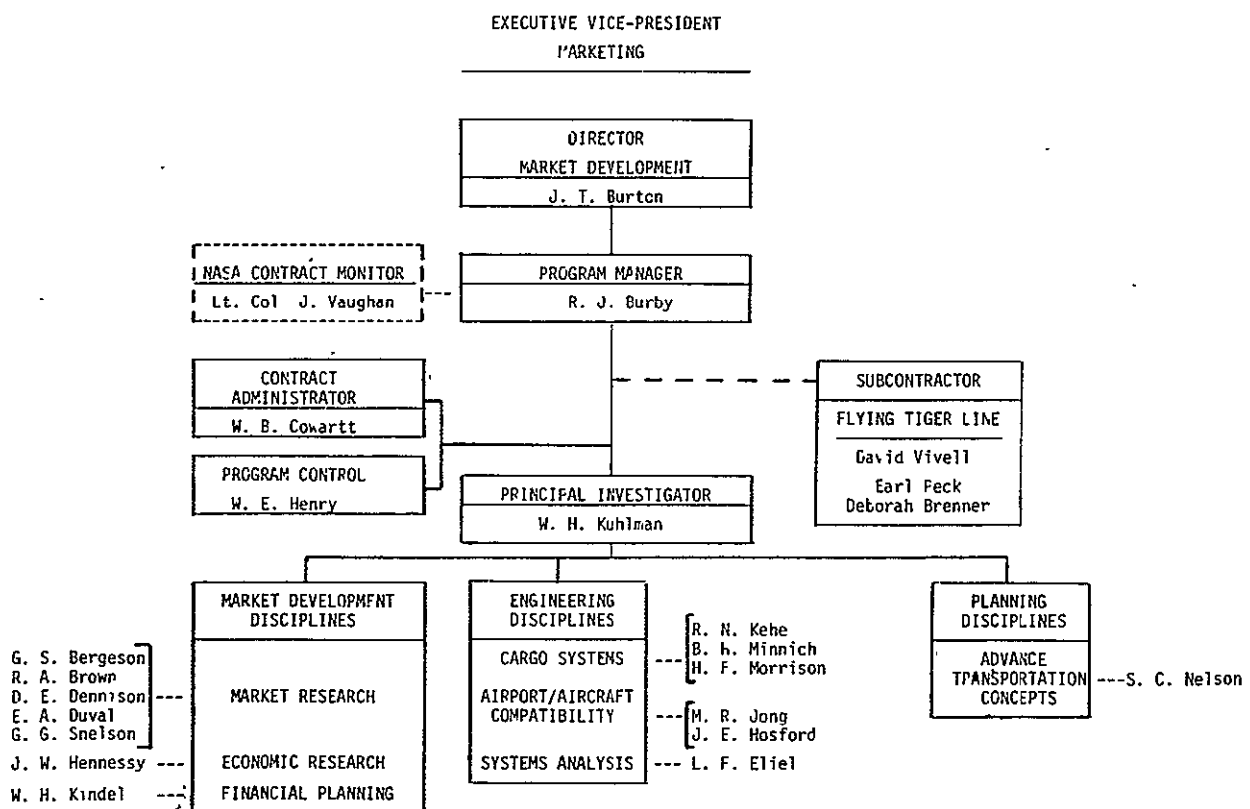 EXECUTIVE VICE-PRESIDENT
MARKETING
DIRECTOR
MARKET DEVELOPMENT
J. T. Burton
NASA CONTRACT MONITOR
Lt. Col J. Vaughan
PROGRAM MANAGER
R. J. Burby
CONTRACT
ADMINISTRATOR
W. B. Cowartt
PROGRAM CONTROL
W. E. Henry
SUBCONTRACTOR
FLYING TIGER LINE
David Vivell
Earl Peck
Deborah Brenner
PRINCIPAL INVESTIGATOR
W. H. Kuhlman
MARKET DEVELOPMENT
DISCIPLINES
G. S. Bergeson
R. A. Brown
D. E. Dennison
E. A. Duval
G. G. Snelson
MARKET RESEARCH
J. W. Hennessy
ECONOMIC RESEARCH
W. H. Kindel
FINANCIAL PLANNING
ENGINEERING
DISCIPLINES
CARGO SYSTEMS
R. N. Kehe
B. h. Minnich
H. F. Morrison
AIRPORT/AIRCRAFT
COMPATIBILITY
M. R. Jong
J. E. Hosford
SYSTEMS ANALYSIS
L. F. Eliel
PLANNING
DISCIPLINES
ADVANCE
TRANSPORTATION
CONCEPTS
S. C. Nelson